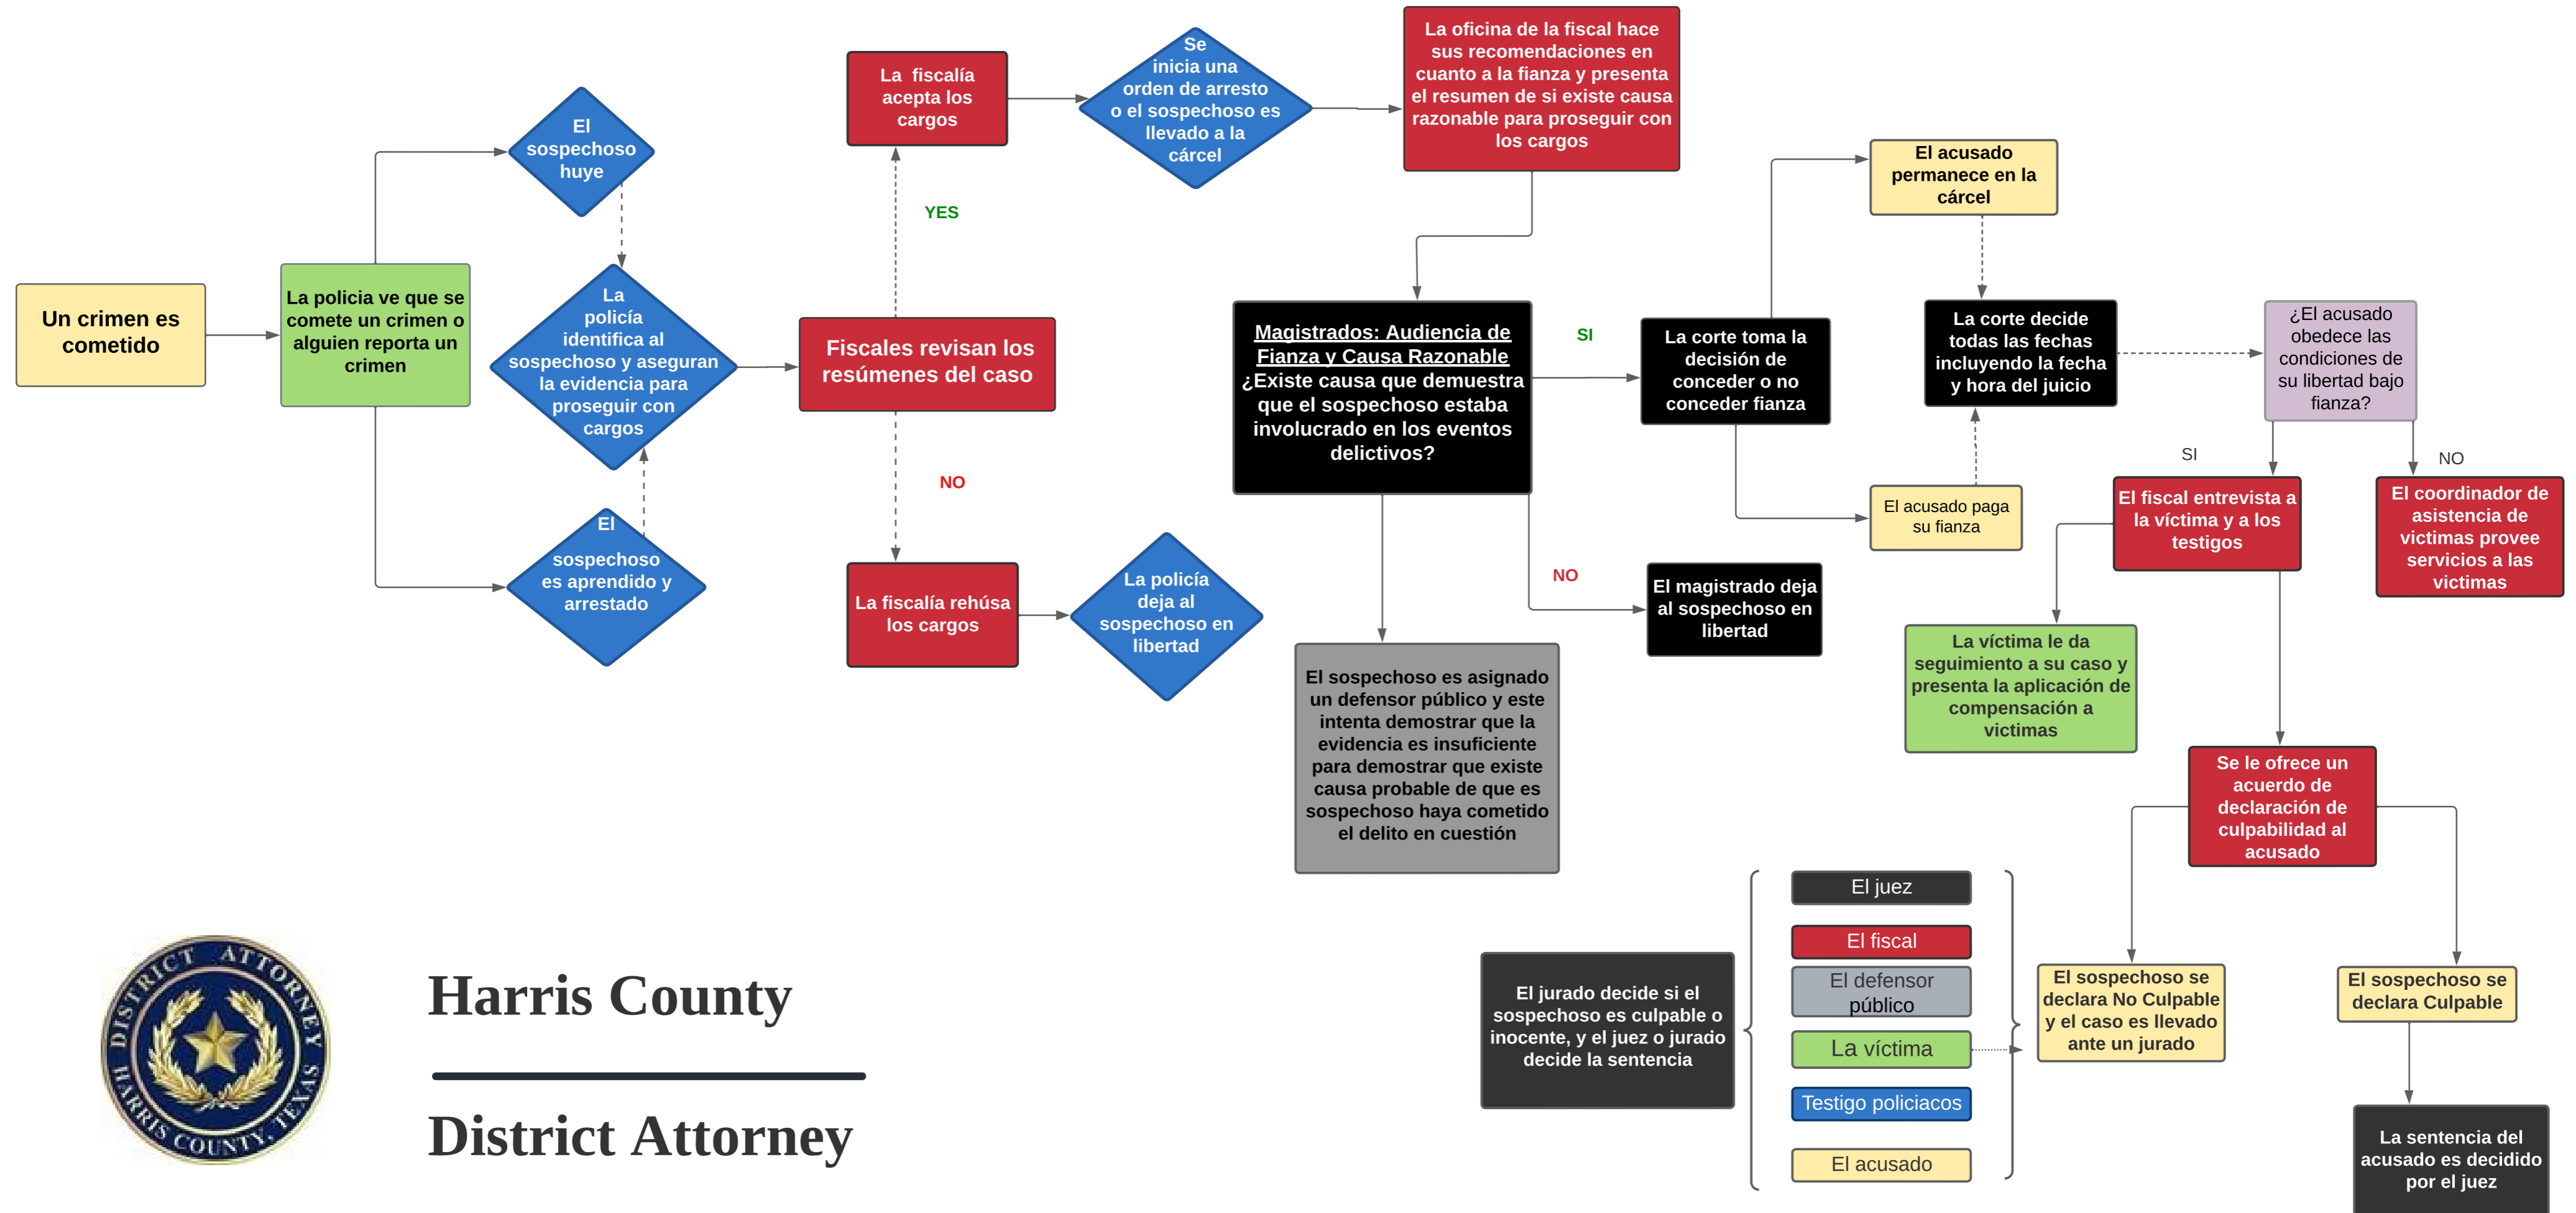 Un crimen es
cometido
La policia ve que se
comete un crimen o
alguien reporta un
crimen
El
sospechoso
huye
La
policía
identifica al
sospechoso y aseguran
la evidencia para
proseguir con
cargos
El
sospechoso
es aprendido y
arrestado
Fiscales revisan los
resúmenes del caso
YES
NO
La fiscalía
acepta los
cargos
La fiscalía rehúsa
los cargos
Se
inicia una
orden de arresto
o el sospechoso es
llevado a la
cárcel
La policía
deja al
sospechoso en
libertad
La oficina de la fiscal hace
sus recomendaciones en
cuanto a la fianza y presenta
el resumen de si existe causa
razonable para proseguir con
los cargos
Magistrados: Audiencia de
Fianza y Causa Razonable
¿Existe causa que demuestra
que el sospechoso estaba
involucrado en los eventos
delictivos?
SI
NO
El sospechoso es asignado
un defensor público y este
intenta demostrar que la
evidencia es insuficiente
para demostrar que existe
causa probable de que es
sospechoso haya cometido
el delito en cuestión
La corte toma la
decisión de
conceder o no
conceder fianza
El magistrado deja
al sospechoso en
libertad
El acusado
permanece en la
cárcel
El acusado paga
su fianza
La corte decide
todas las fechas
incluyendo la fecha
y hora del juicio
¿El acusado
obedece las
condiciones de
su libertad bajo
fianza?
SI
NO
El fiscal entrevista a
la víctima y a los
testigos
El coordinador de
asistencia de
victimas provee
servicios a las
victimas
La víctima le da
seguimiento a su caso y
presenta la aplicación de
compensación a
victimas
Se le ofrece un
acuerdo de
declaración de
culpabilidad al
acusado
El sospechoso se
declara No Culpable
y el caso es llevado
ante un jurado
El sospechoso se
declara Culpable
La sentencia del
acusado es decidido
por el juez
El juez
El fiscal
El defensor
público
La víctima
Testigo policiacos
El acusado
El jurado decide si el
sospechoso es culpable o
inocente, y el juez o jurado
decide la sentencia
DISTRICT ATTORNEY
HARRIS COUNTY, TEXAS
Harris County
District Attorney